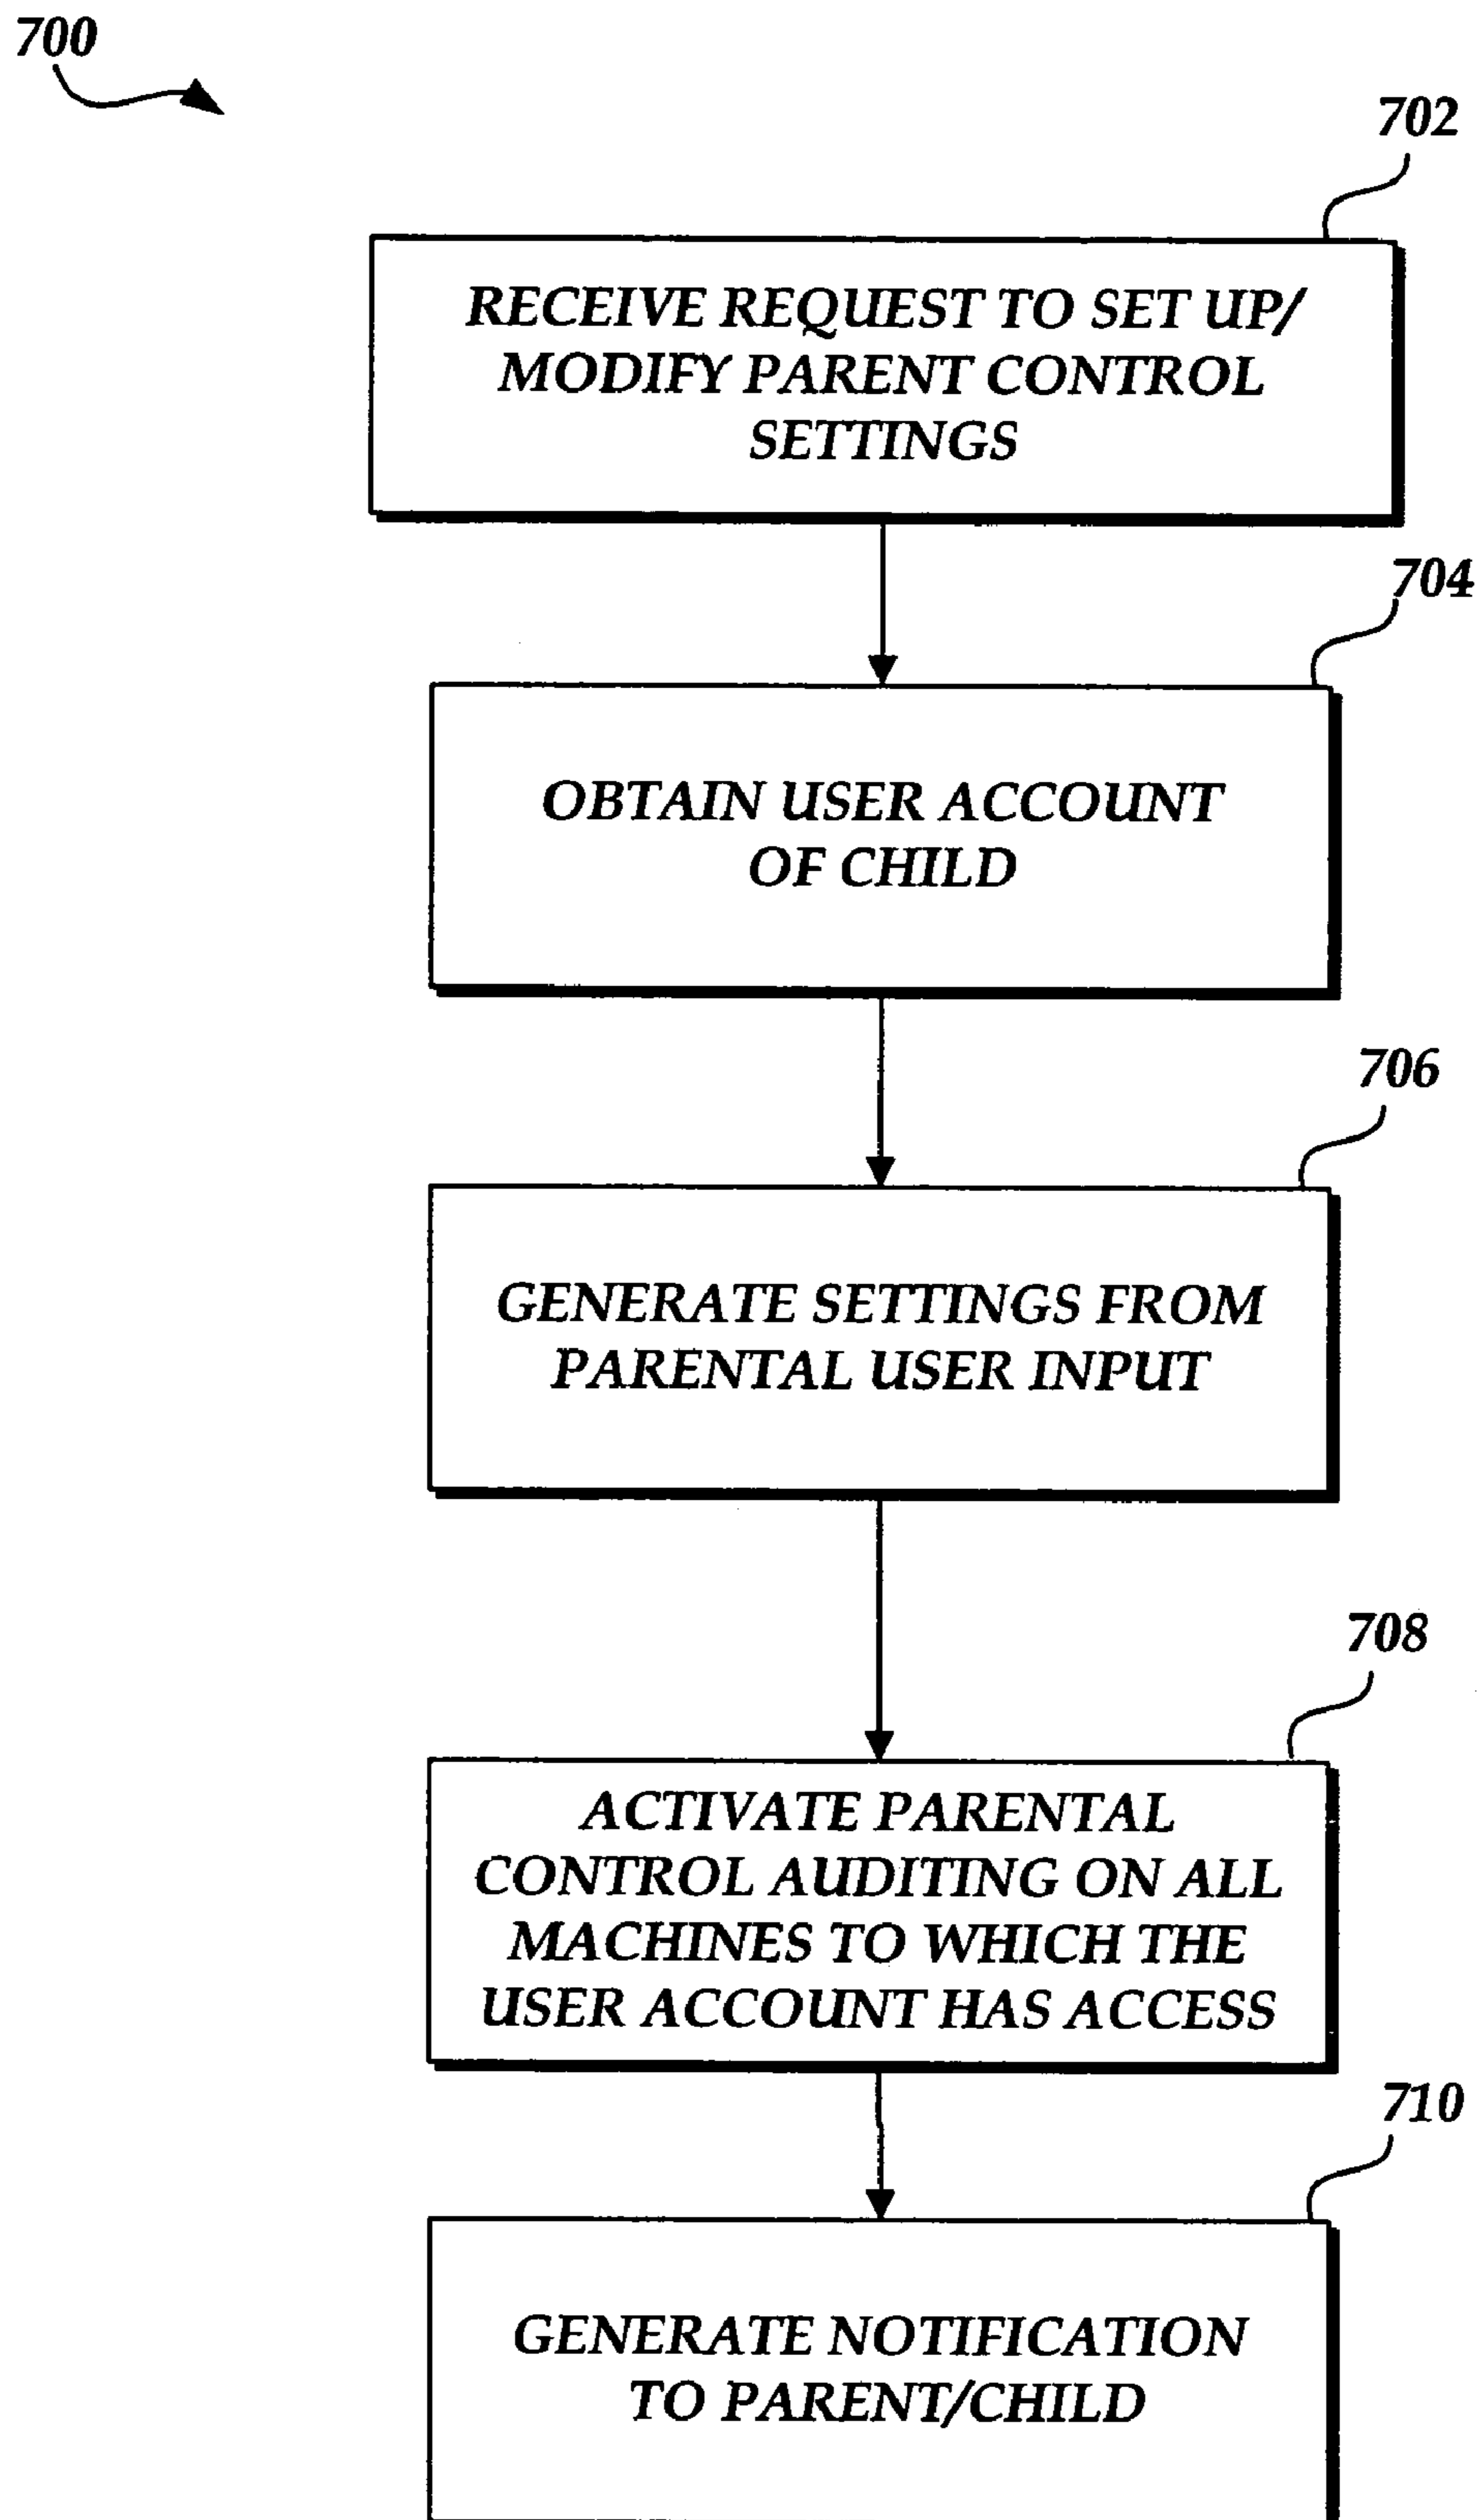 700
702
RECEIVE REQUEST TO SET UP/
MODIFY PARENT CONTROL
SETTINGS
704
OBTAIN USER ACCOUNT
OF CHILD
706
GENERATE SETTINGS FROM
PARENTAL USER INPUT
708
ACTIVATE PARENTAL
CONTROL AUDITING ON ALL
MACHINES TO WHICH THE
USER ACCOUNT HAS ACCESS
710
GENERATE NOTIFICATION
TO PARENT/CHILD